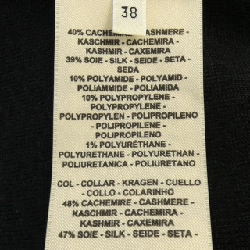 38
40% CACHEMIRE - CASHMERE -
KASCHMIR - CACHEMIRA -
KASHMIR - CAXEMIRA
39% SOIE - SILK - SEIDE - SETA -
SEDA
10% POLYAMIDE - POLYAMID -
POLIAMMIDE - POLIAMIDA
10% POLYPROPYLENE -
POLYPROPYLENE -
POLYPROPYLEN - POLIPROPILENE -
POLIPROPILENO -
POLIPROPILENO
1% POLYURETHANE -
POLYURETHANE - POLYURETHAN -
POLIURETANICA - POLIURETANO
COL - COLLAR - KRAGEN - CUELLO
- COLLO - COLARINHO
48% CACHEMIRE - CASHMERE -
KASCHMIR - CACHEMIRA -
KASHMIR - CAXEMIRA
47% SOIE - SILK - SEIDE - SETA -